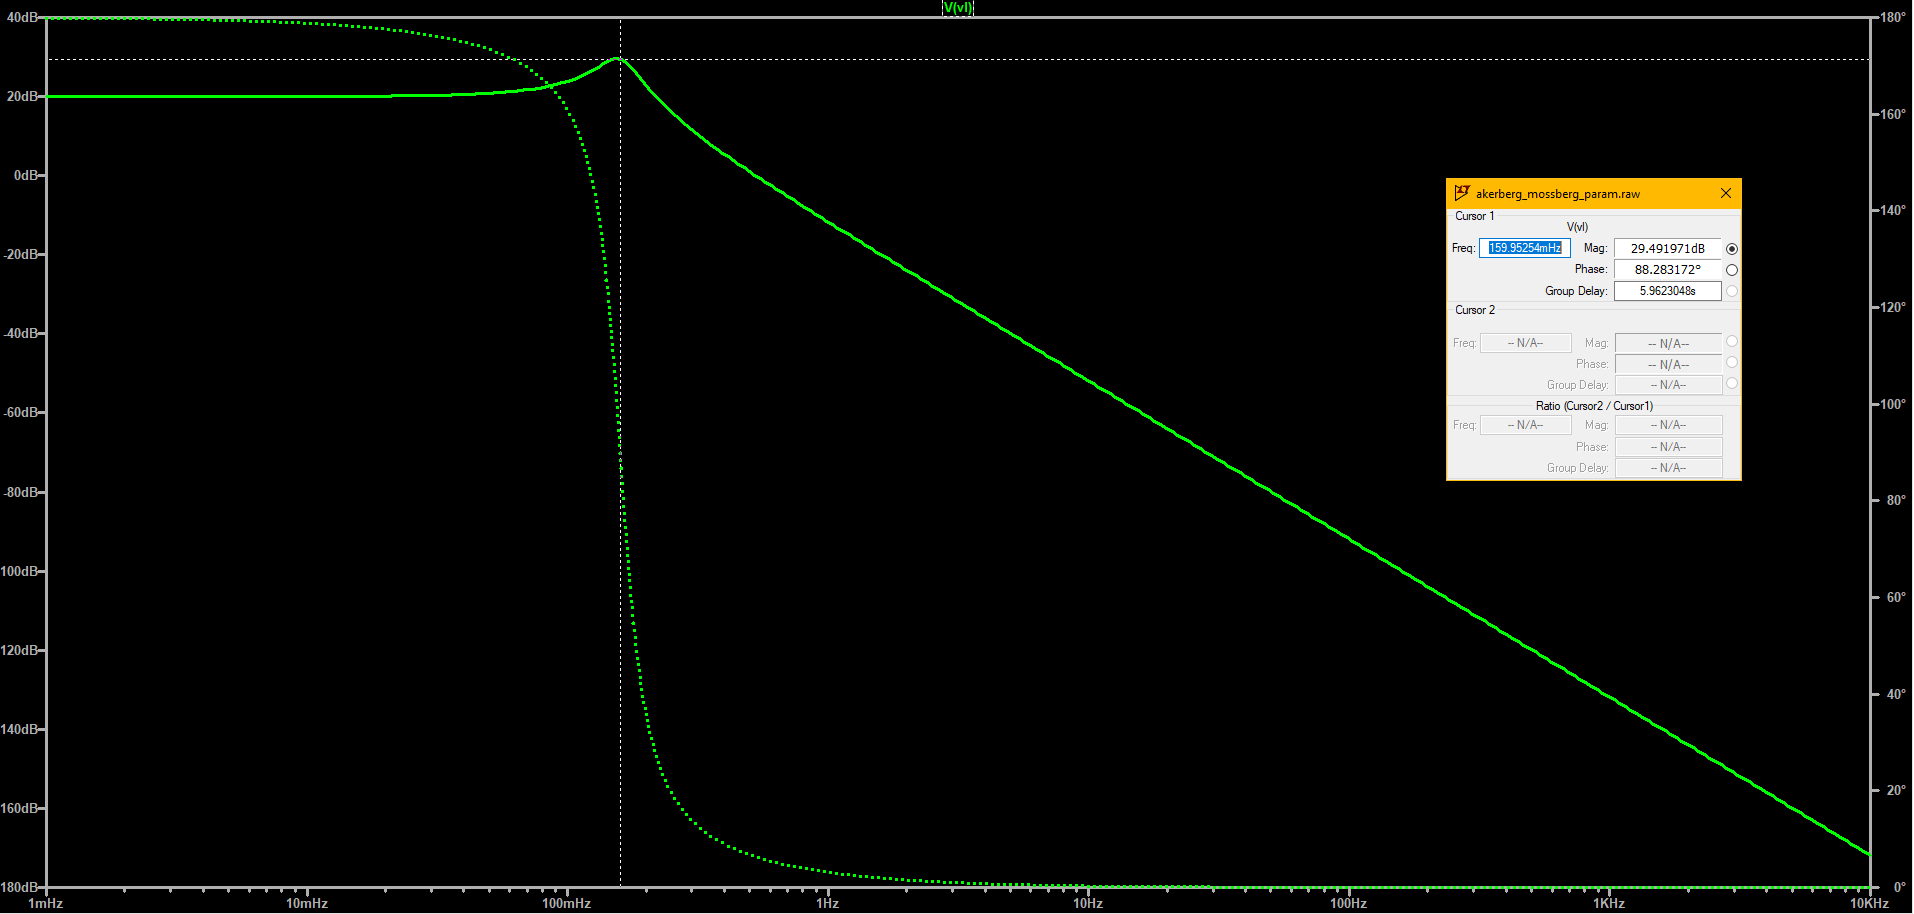 V(vl)
40dB 180°
20dB 160°
0dB 140°
-20dB 120°
-40dB 100°
-60dB 80°
-80dB 60°
100dB 40°
120dB 20°
140dB 0°
160dB
180dB
1mHz 10mHz 100mHz 1Hz 10Hz 100Hz 1KHz 10KHz
akerberg_mossberg_param.raw
Cursor 1
V(vl)
Freq: 159.95254mHz Mag: 29.491971dB
Phase: 88.283172°
Group Delay: 5.9623048s
Cursor 2
Freq: -- N/A-- Mag: -- N/A--
Phase: -- N/A--
Group Delay: -- N/A--
Ratio (Cursor2 / Cursor1)
Freq: -- N/A-- Mag: -- N/A--
Phase: -- N/A--
Group Delay: -- N/A--